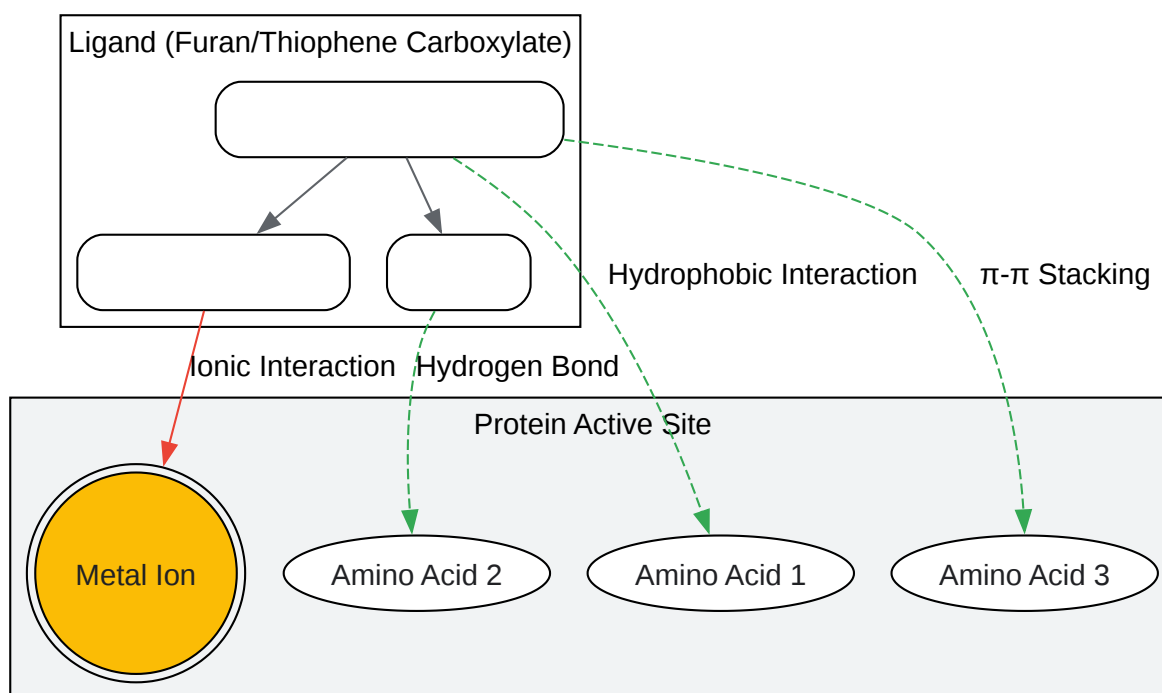 Ligand (Furan/Thiophene Carboxylate)
Hydrophobic Interaction
π-π Stacking
Ionic Interaction
Hydrogen Bond
Protein Active Site
Metal Ion
Amino Acid 2
Amino Acid 1
Amino Acid 3